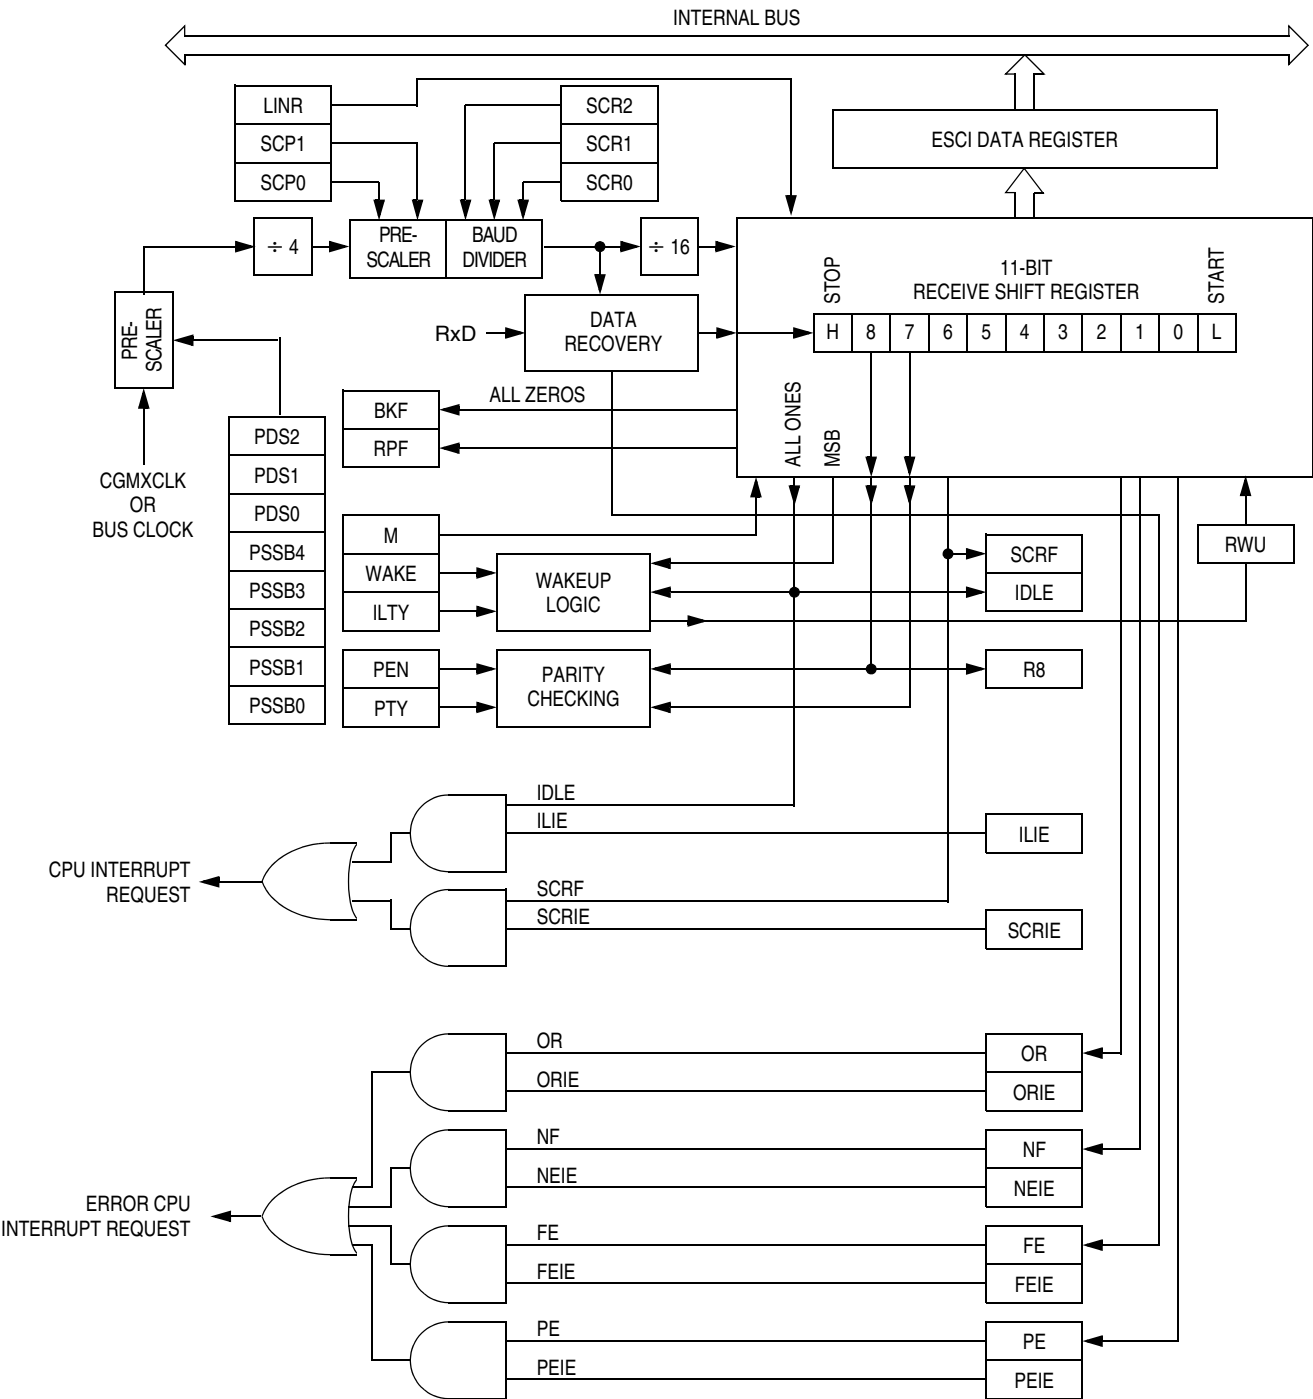 INTERNAL BUS
LINR
SCP1
SCP0
SCR2
SCR1
SCR0
ESCI DATA REGISTER
÷ 4
PRE-
SCALER
BAUD
DIVIDER
÷ 16
PRE-
SCALER
RxD
DATA
RECOVERY
STOP
11-BIT
RECEIVE SHIFT REGISTER
START
H 8 7 6 5 4 3 2 1 0 L
ALL ZEROS
BKF
RPF
ALL ONES
MSB
CGMXCLK
OR
BUS CLOCK
PDS2
PDS1
PDS0
PSSB4
PSSB3
PSSB2
PSSB1
PSSB0
M
WAKE
ILTY
WAKEUP
LOGIC
PEN
PTY
PARITY
CHECKING
SCRF
IDLE
R8
RWU
IDLE
ILIE
ILIE
CPU INTERRUPT
REQUEST
SCRF
SCRIE
SCRIE
OR
ORIE
OR
ORIE
NF
NEIE
NF
NEIE
ERROR CPU
INTERRUPT REQUEST
FE
FEIE
FE
FEIE
PE
PEIE
PE
PEIE